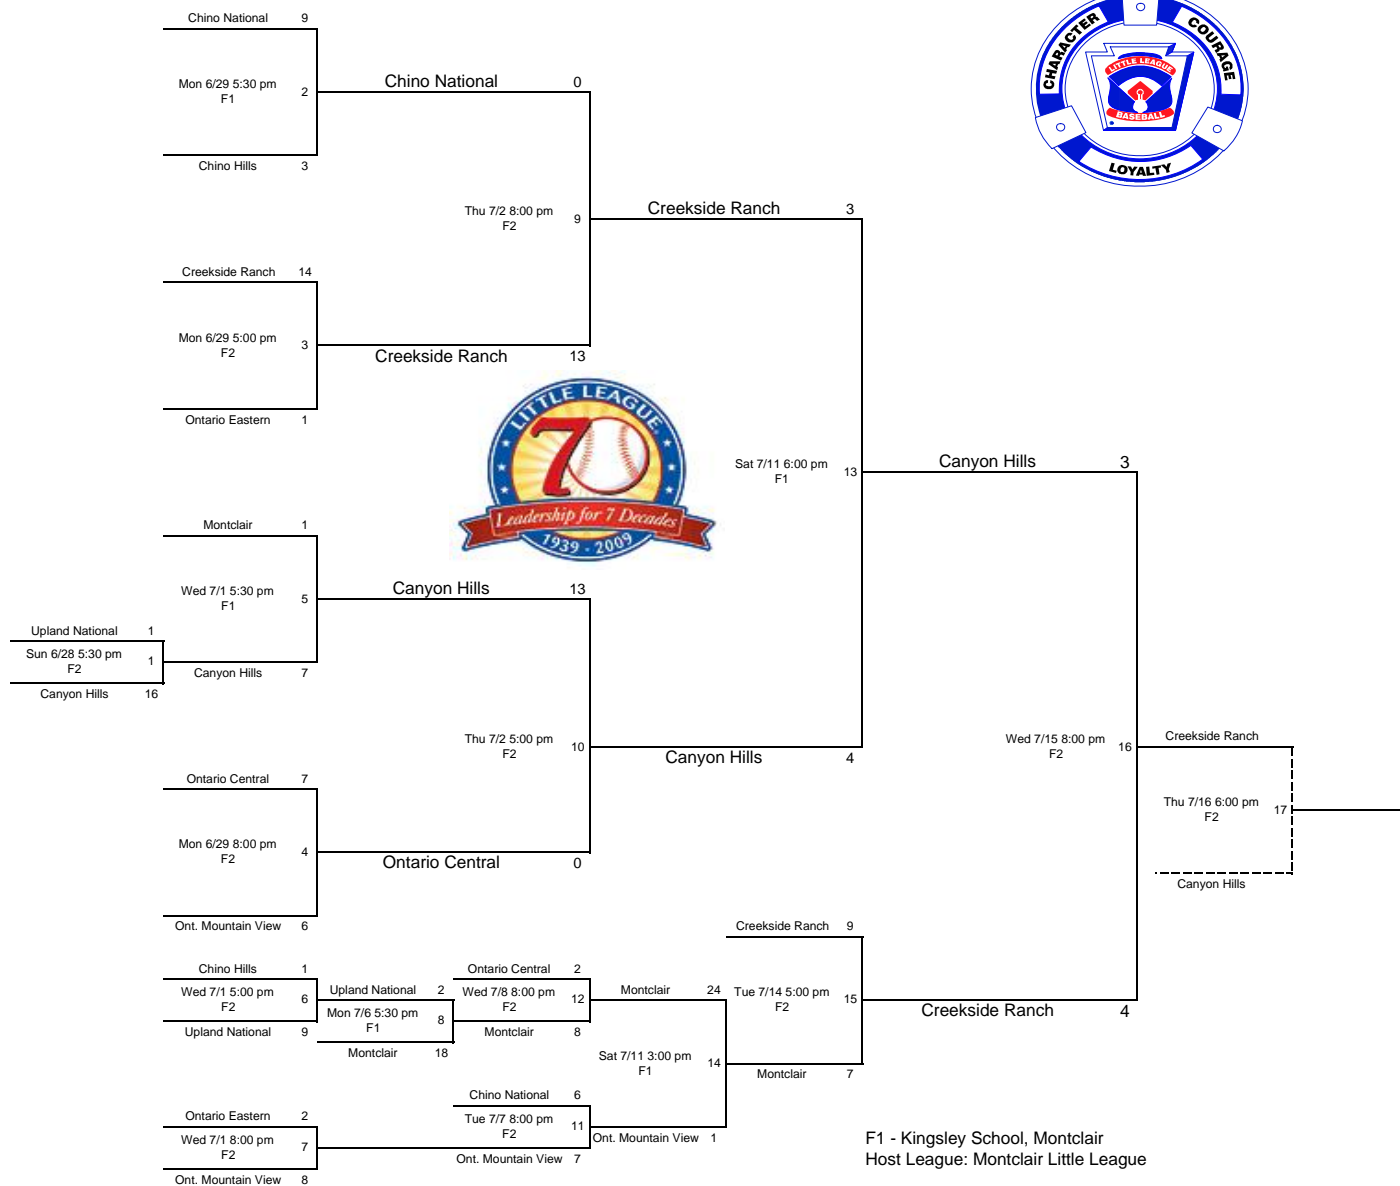 Chino National 9
Mon 6/29 5:30 pm
F1
2
Chino Hills 3
Chino National 0
Thu 7/2 8:00 pm
F2
9
Creekside Ranch 14
Mon 6/29 5:00 pm
F2
3
Ontario Eastern 1
Creekside Ranch 13
Creekside Ranch 3
CHARACTER
COURAGE
LOYALTY
LITTLE LEAGUE
BASEBALL
LITTLE LEAGUE
70
Leadership for 7 Decades
1939 - 2009
Sat 7/11 6:00 pm
F1
13
Canyon Hills 3
Montclair 1
Wed 7/1 5:30 pm
F1
5
Canyon Hills 7
Upland National 1
Sun 6/28 5:30 pm
F2
1
Canyon Hills 16
Canyon Hills 13
Thu 7/2 5:00 pm
F2
10
Canyon Hills 4
Ontario Central 7
Mon 6/29 8:00 pm
F2
4
Ont. Mountain View 6
Ontario Central 0
Wed 7/15 8:00 pm
F2
16
Creekside Ranch
Thu 7/16 6:00 pm
F2
17
Canyon Hills
Chino Hills 1
Wed 7/1 5:00 pm
F2
6
Upland National 9
Upland National 2
Mon 7/6 5:30 pm
F1
8
Montclair 18
Ontario Central 2
Wed 7/8 8:00 pm
F2
12
Montclair 8
Montclair 24
Sat 7/11 3:00 pm
F1
14
Ont. Mountain View 1
Creekside Ranch 9
Tue 7/14 5:00 pm
F2
15
Montclair 7
Creekside Ranch 4
Ontario Eastern 2
Wed 7/1 8:00 pm
F2
7
Ont. Mountain View 8
Chino National 6
Tue 7/7 8:00 pm
F2
11
Ont. Mountain View 7
F1 - Kingsley School, Montclair
Host League: Montclair Little League